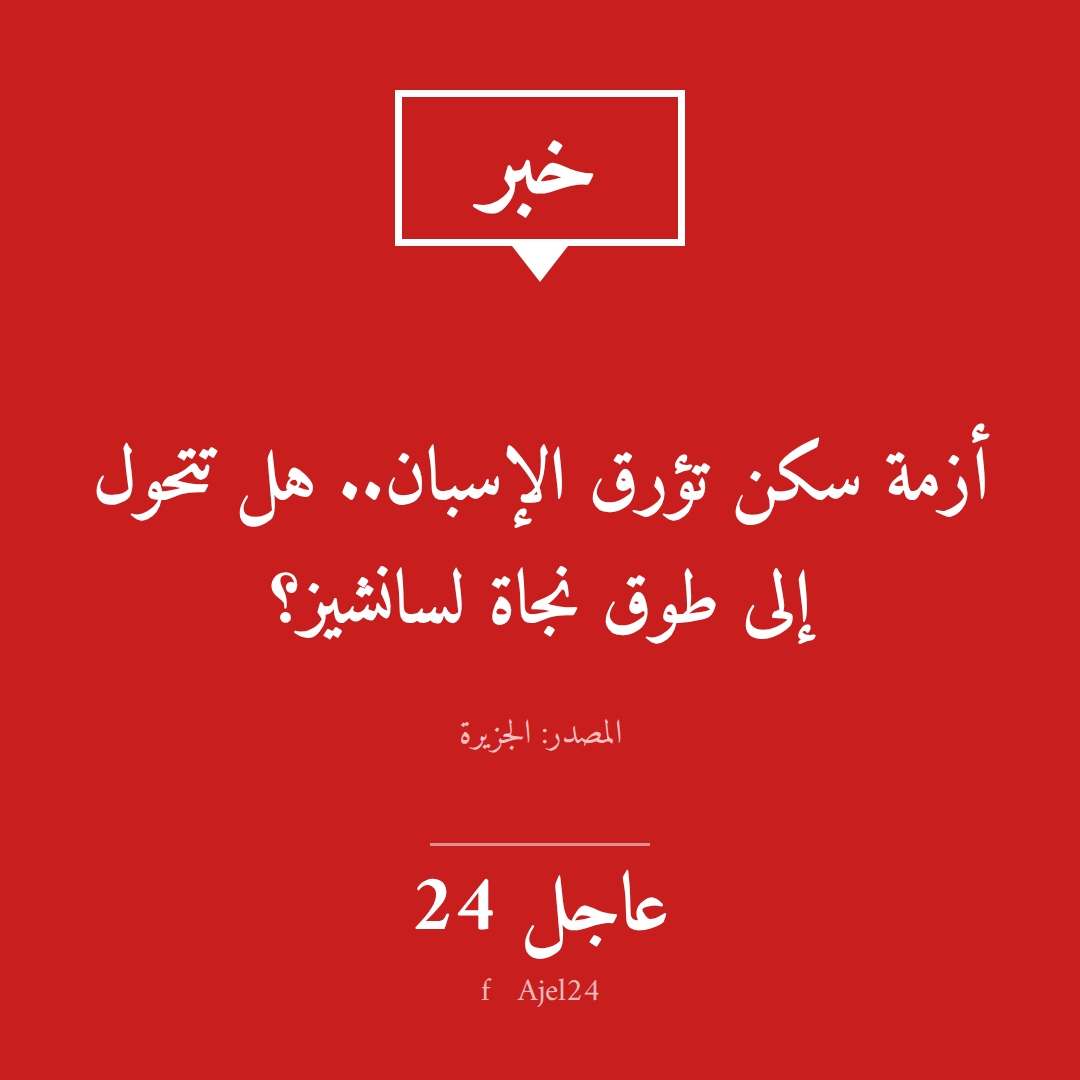 خبر
أزمة سكن تؤرق الإسبان.. هل تتحول
إلى طوق نجاة لسانشيز؟
المصدر: الجزيرة
عاجل 24
f Ajel24